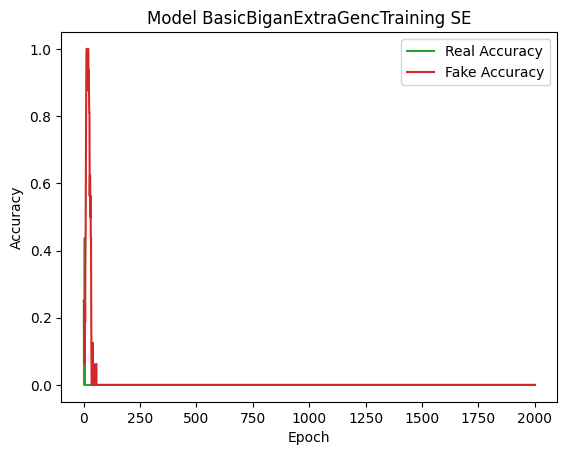 Model BasicBiganExtraGencTraining SE
Real Accuracy
Fake Accuracy
1.0
0.8
0.6
0.4
0.2
0.0
Accuracy
0 250 500 750 1000 1250 1500 1750 2000
Epoch